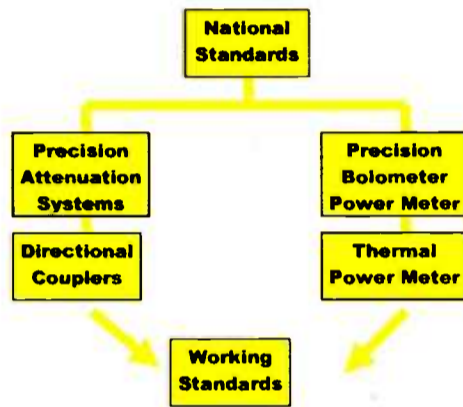 National
Standards
Precision
Attenuation
Systems
Precision
Bolometer
Power Meter
Directional
Couplers
Thermal
Power Meter
Working
Standards